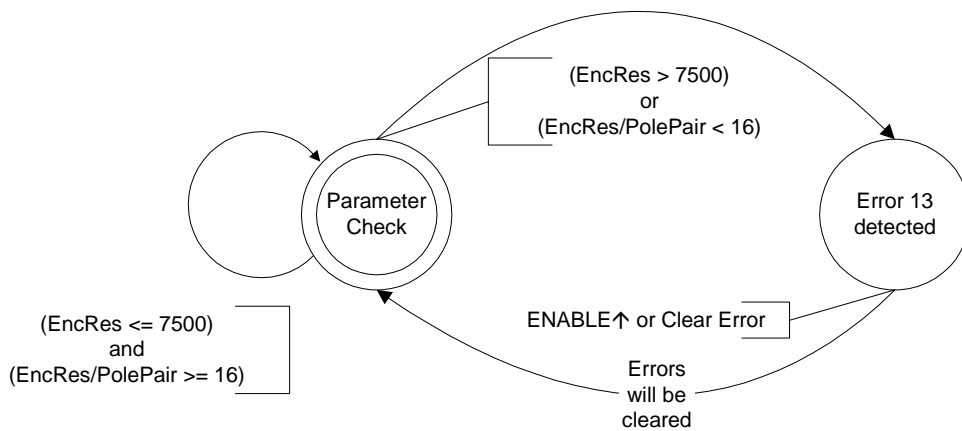 (EncRes > 7500)
or
(EncRes/PolePair < 16)
Parameter
Check
Error 13
detected
(EncRes <= 7500)
and
(EncRes/PolePair >= 16)
ENABLE↑ or Clear Error
Errors
will be
cleared